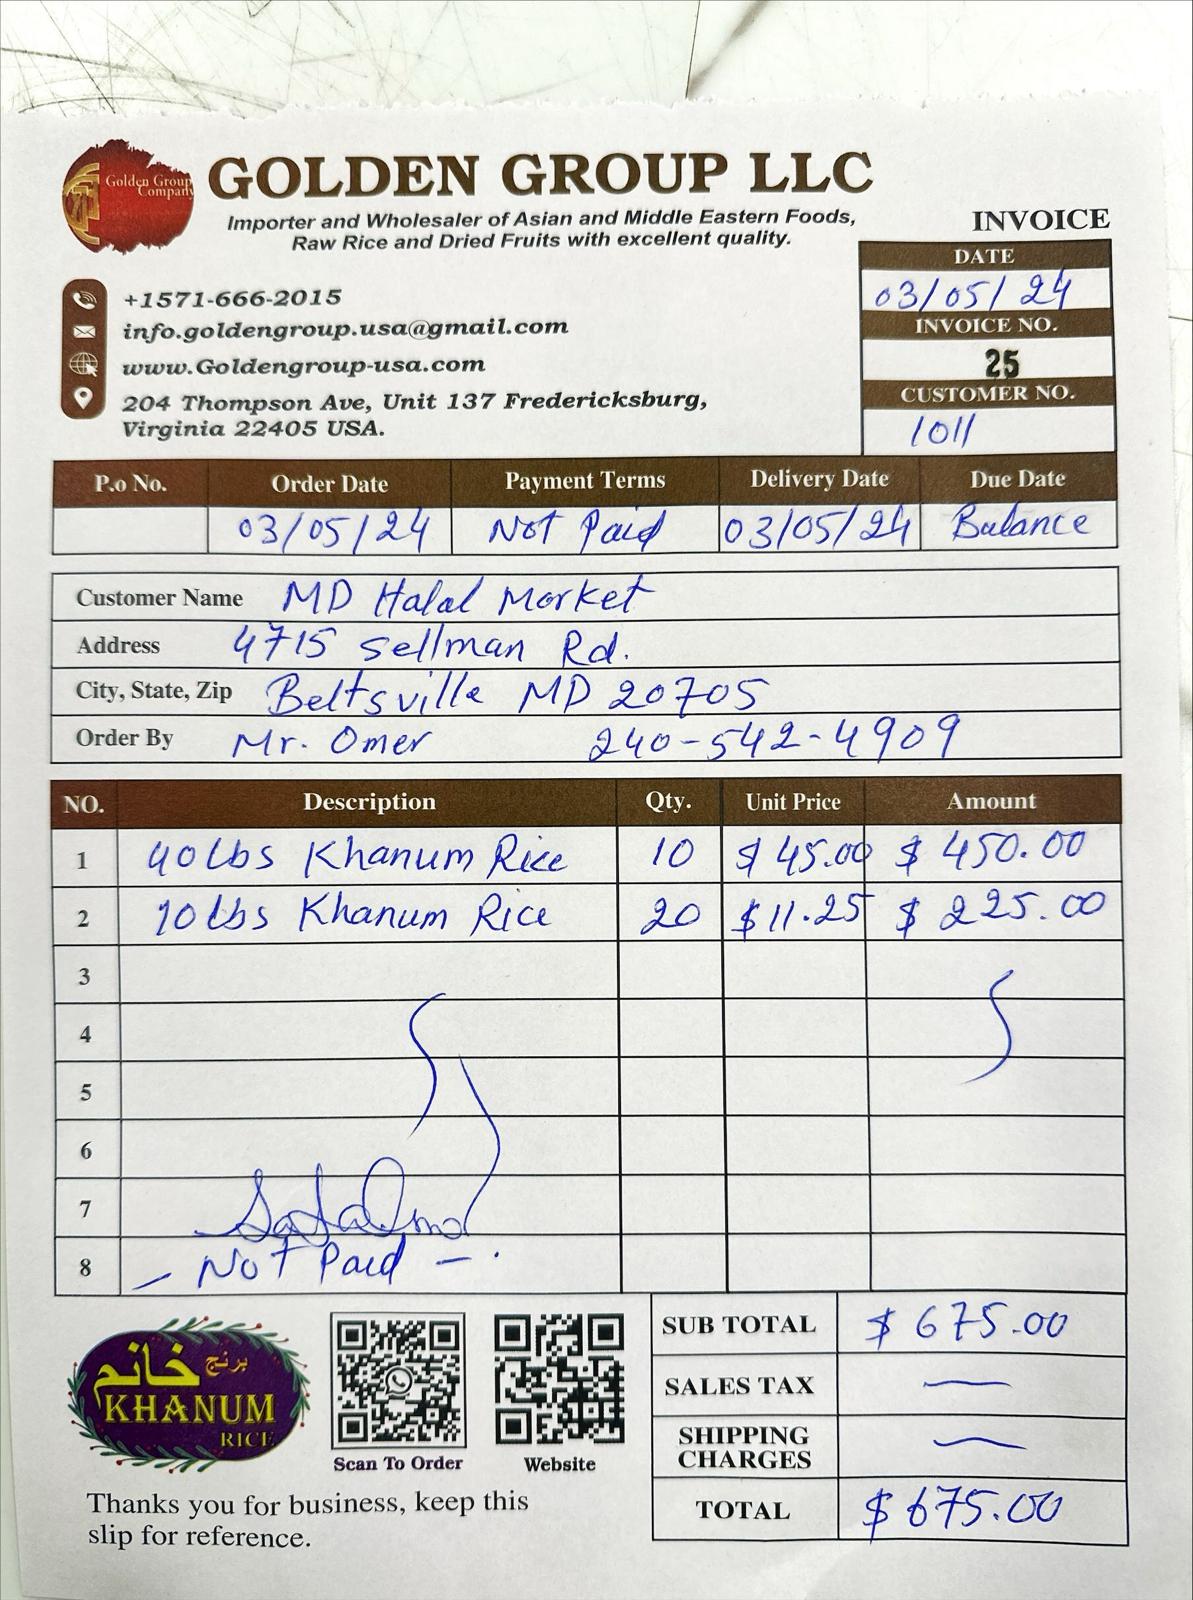 Golden Group
Company
GOLDEN GROUP LLC
Importer and Wholesaler of Asian and Middle Eastern Foods,
Raw Rice and Dried Fruits with excellent quality.
INVOICE
DATE
03/05/24
INVOICE NO.
25
CUSTOMER NO.
1011
+1571-666-2015
info.goldengroup.usa@gmail.com
www.Goldengroup-usa.com
204 Thompson Ave, Unit 137 Fredericksburg,
Virginia 22405 USA.
P.o No. Order Date Payment Terms Delivery Date Due Date
03/05/24 Not Paid 03/05/24 Balance
Customer Name MD Halal Market
Address 4715 Sellman Rd.
City, State, Zip Beltsville MD 20705
Order By Mr. Omer 240-542-4909
NO. Description Qty. Unit Price Amount
1 40 lbs Khanum Rice 10 $ 45.00 $ 450.00
2 10 lbs Khanum Rice 20 $ 11.25 $ 225.00
3
4
5
6
7
8 - Not Paid -
SUB TOTAL $ 675.00
SALES TAX —
SHIPPING
CHARGES —
TOTAL $ 675.00
برنج خانم
KHANUM
RICE
Scan To Order
Website
Thanks you for business, keep this
slip for reference.